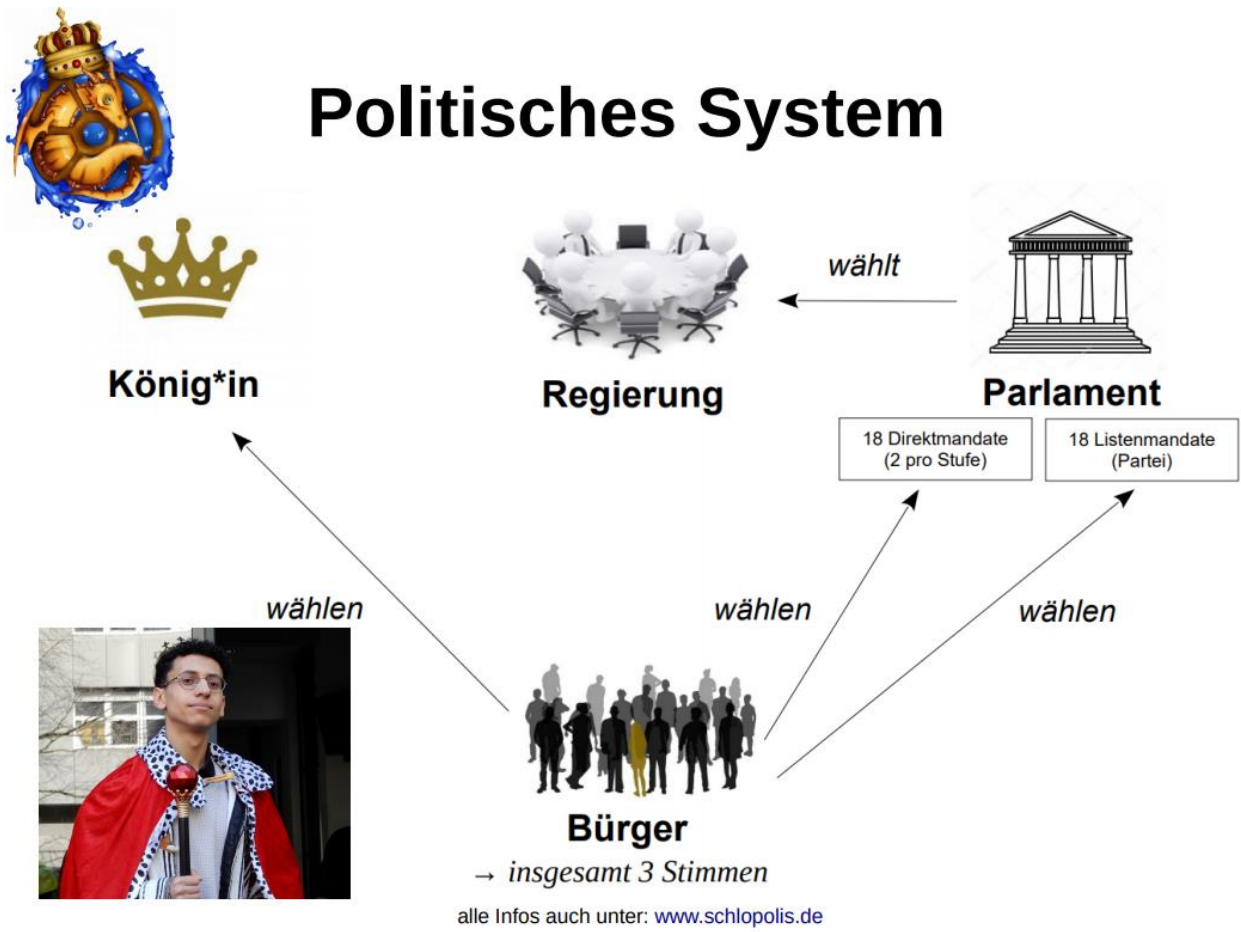 Politisches System
wählt
König*in
Regierung
Parlament
18 Direktmandate
(2 pro Stufe)
18 Listenmandate
(Partei)
wählen
wählen
wählen
Bürger
→ insgesamt 3 Stimmen
alle Infos auch unter: www.schlopolis.de